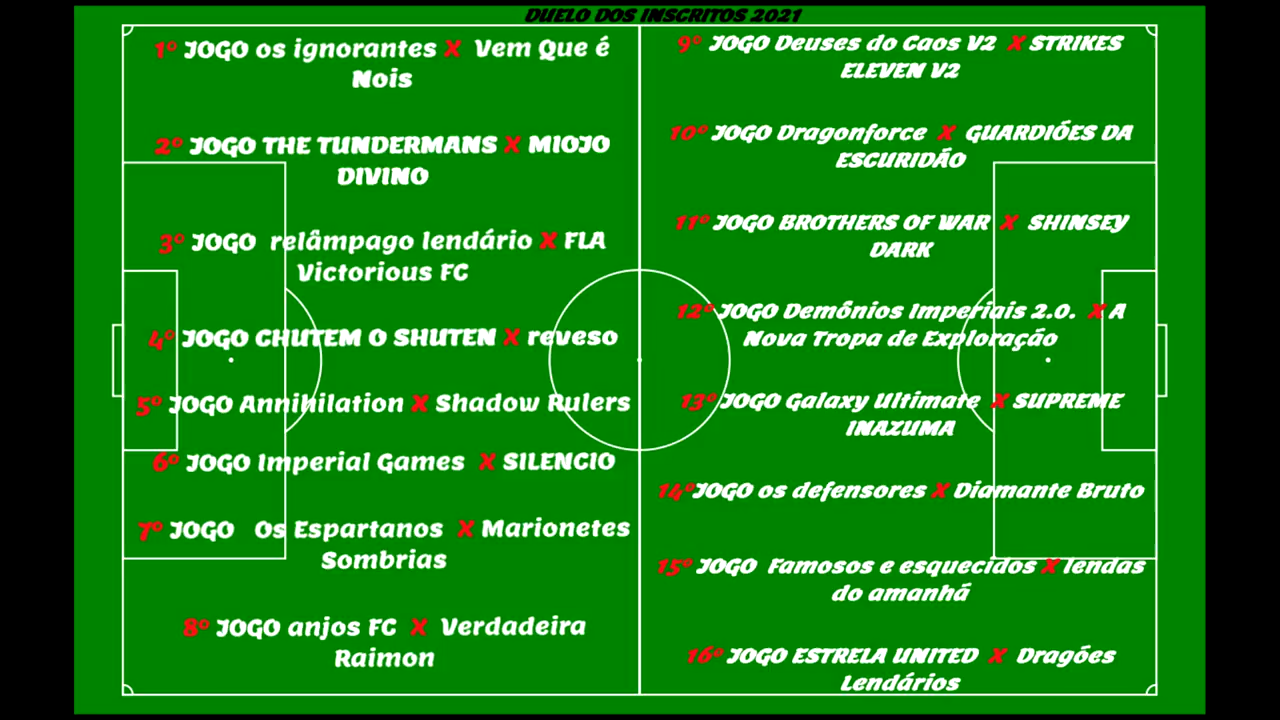 DUELO DOS INSCRITOS 2021
1º JOGO os ignorantes X Vem Que é
Nois
2º JOGO THE TUNDERMANS X MIOJO
DIVINO
3º JOGO relâmpago lendário X FLA
Victorious FC
4º JOGO CHUTEM O SHUTEN X reveso
5º JOGO Annihilation X Shadow Rulers
6º JOGO Imperial Games X SILENCIO
7º JOGO Os Espartanos X Marionetes
Sombrias
8º JOGO anjos FC X Verdadeira
Raimon
9º JOGO Deuses do Caos V2 X STRIKES
ELEVEN V2
10º JOGO Dragonforce X GUARDIÕES DA
ESCURIDÃO
11º JOGO BROTHERS OF WAR X SHINSEY
DARK
12º JOGO Demônios Imperiais 2.0. X A
Nova Tropa de Exploração
13º JOGO Galaxy Ultimate X SUPREME
INAZUMA
14ºJOGO os defensores X Diamante Bruto
15º JOGO Famosos e esquecidos X lendas
do amanhã
16º JOGO ESTRELA UNITED X Dragões
Lendários